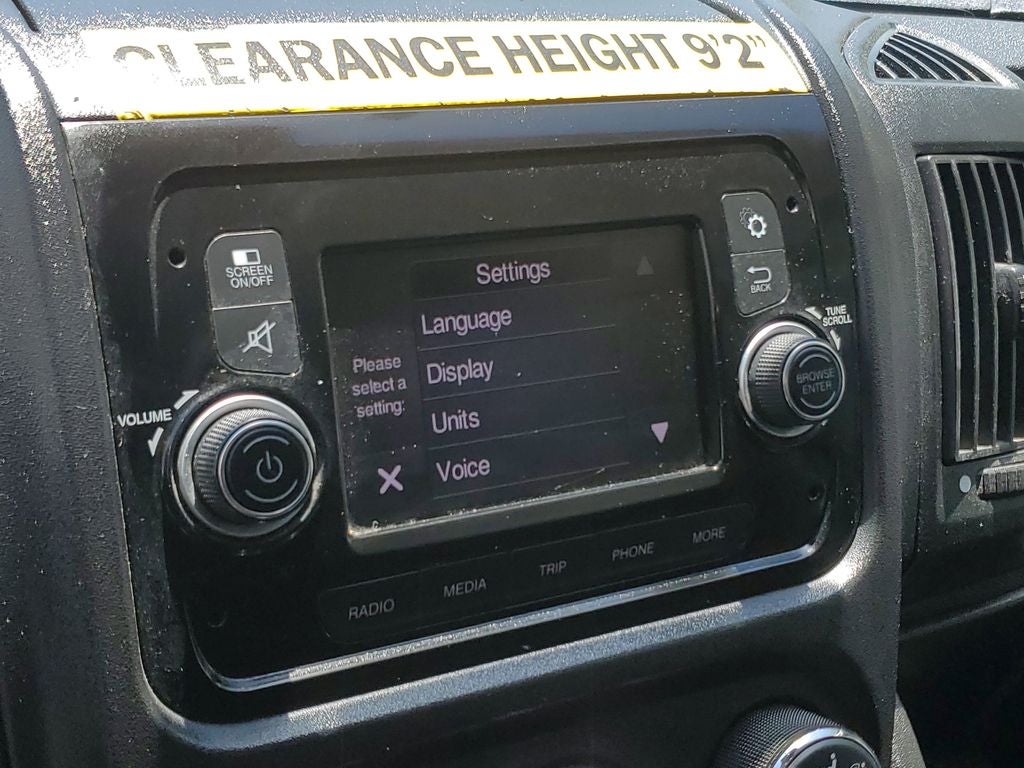 CLEARANCE HEIGHT 9'2"
SCREEN
ON/OFF
BACK
TUNE
SCROLL
VOLUME
BROWSE
ENTER
Settings
Language
Display
Units
Voice
Please
select a
setting:
RADIO
MEDIA
TRIP
PHONE
MORE